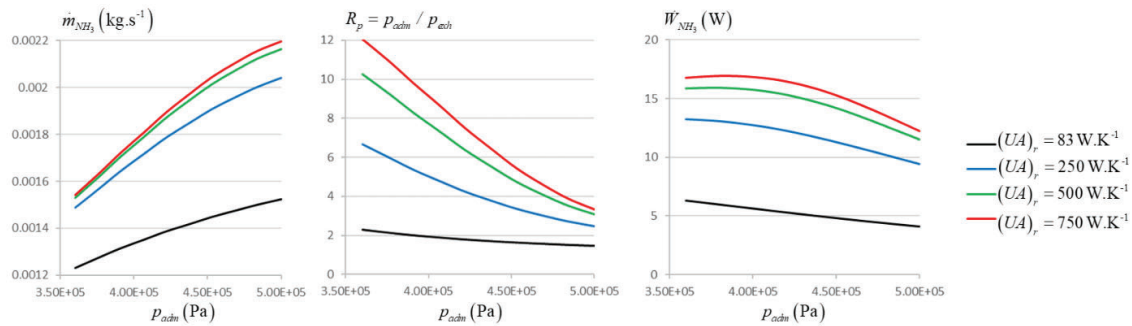 ṁ_NH₃ (kg.s⁻¹)
0.0022
0.002
0.0018
0.0016
0.0014
0.0012
3.50E+05 4.00E+05 4.50E+05 5.00E+05
p_adm (Pa)
R_p = p_adm / p_exh
12
10
8
6
4
2
0
3.50E+05 4.00E+05 4.50E+05 5.00E+05
p_adm (Pa)
Ẇ_NH₃ (W)
20
15
10
5
0
3.50E+05 4.00E+05 4.50E+05 5.00E+05
p_adm (Pa)
(UA)_r = 83 W.K⁻¹
(UA)_r = 250 W.K⁻¹
(UA)_r = 500 W.K⁻¹
(UA)_r = 750 W.K⁻¹